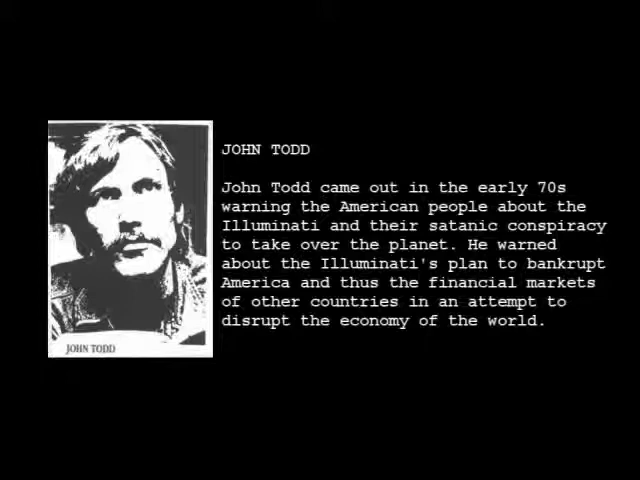 JOHN TODD
John Todd came out in the early 70s
warning the American people about the
Illuminati and their satanic conspiracy
to take over the planet. He warned
about the Illuminati's plan to bankrupt
America and thus the financial markets
of other countries in an attempt to
disrupt the economy of the world.
JOHN TODD